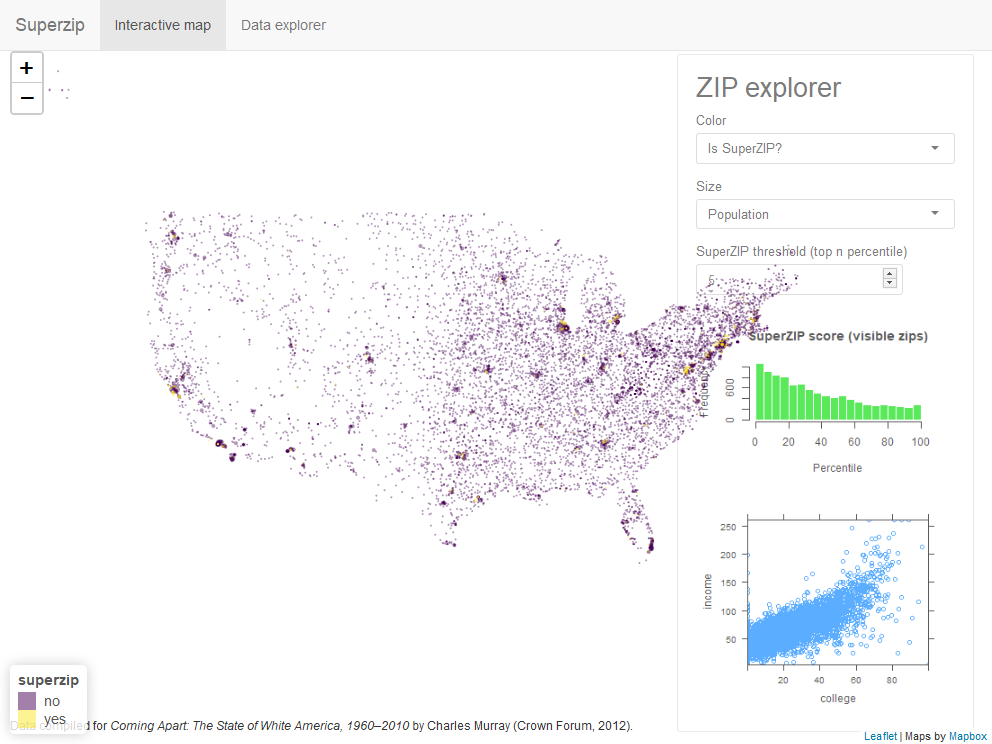 Superzip Interactive map Data explorer
+
−
ZIP explorer
Color
Is SuperZIP?
Size
Population
SuperZIP threshold (top n percentile)
5
SuperZIP score (visible zips)
Frequency
600
0
0 20 40 60 80 100
Percentile
250
200
150
100
50
income
20 40 60 80
college
superzip
no
yes
Data compiled for Coming Apart: The State of White America, 1960–2010 by Charles Murray (Crown Forum, 2012).
Leaflet | Maps by Mapbox